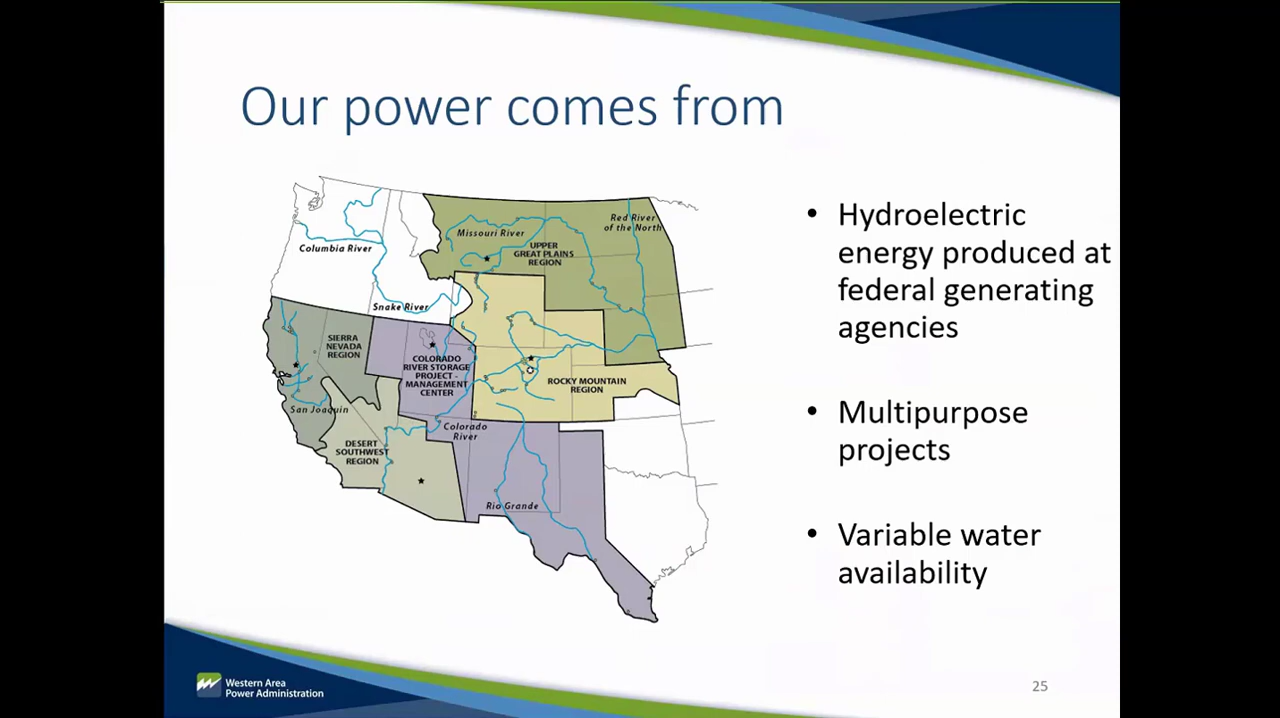 Our power comes from
Red River
of the North
Missouri River
UPPER
GREAT PLAINS
REGION
Columbia River
Snake River
SIERRA
NEVADA
REGION
COLORADO
RIVER STORAGE
PROJECT -
MANAGEMENT
CENTER
ROCKY MOUNTAIN
REGION
San Joaquin
Colorado
River
DESERT
SOUTHWEST
REGION
Rio Grande
• Hydroelectric
energy produced at
federal generating
agencies
• Multipurpose
projects
• Variable water
availability
Western Area
Power Administration
25